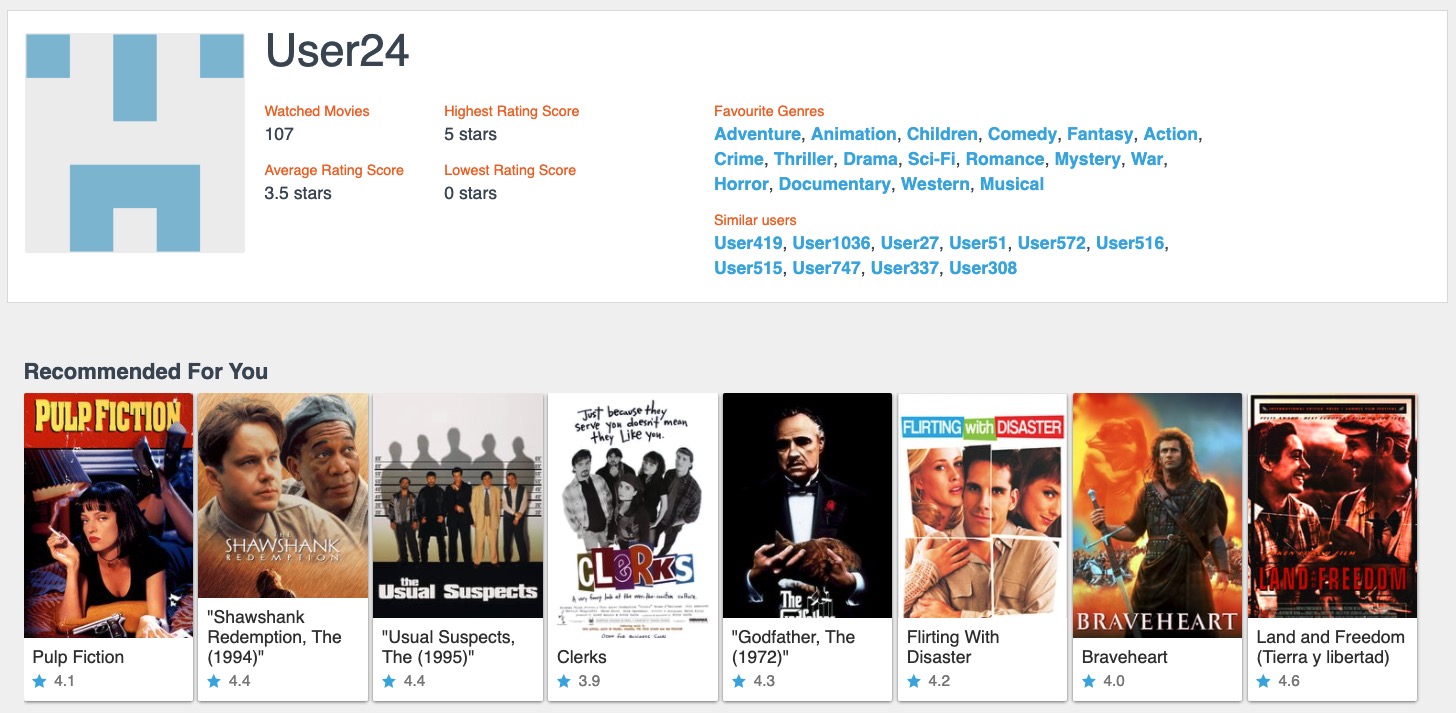 User24
Watched Movies
107
Highest Rating Score
5 stars
Average Rating Score
3.5 stars
Lowest Rating Score
0 stars
Favourite Genres
Adventure, Animation, Children, Comedy, Fantasy, Action,
Crime, Thriller, Drama, Sci-Fi, Romance, Mystery, War,
Horror, Documentary, Western, Musical
Similar users
User419, User1036, User27, User51, User572, User516,
User515, User747, User337, User308
Recommended For You
PULP FICTION
Pulp Fiction
4.1
SHAWSHANK
REDEMPTION
"Shawshank
Redemption, The
(1994)"
4.4
the
Usual Suspects
"Usual Suspects,
The (1995)"
4.4
Just because they
serve you doesn't mean
they like you.
CLERKS
Clerks
3.9
The
"Godfather, The
(1972)"
4.3
FLIRTING with DISASTER
Flirting With
Disaster
4.2
BRAVEHEART
Braveheart
4.0
LAND AND FREEDOM
Land and Freedom
(Tierra y libertad)
4.6